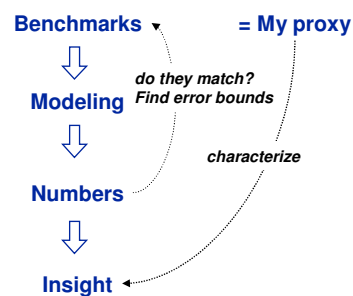 Benchmarks = My proxy
do they match?
Find error bounds
Modeling
characterize
Numbers
Insight